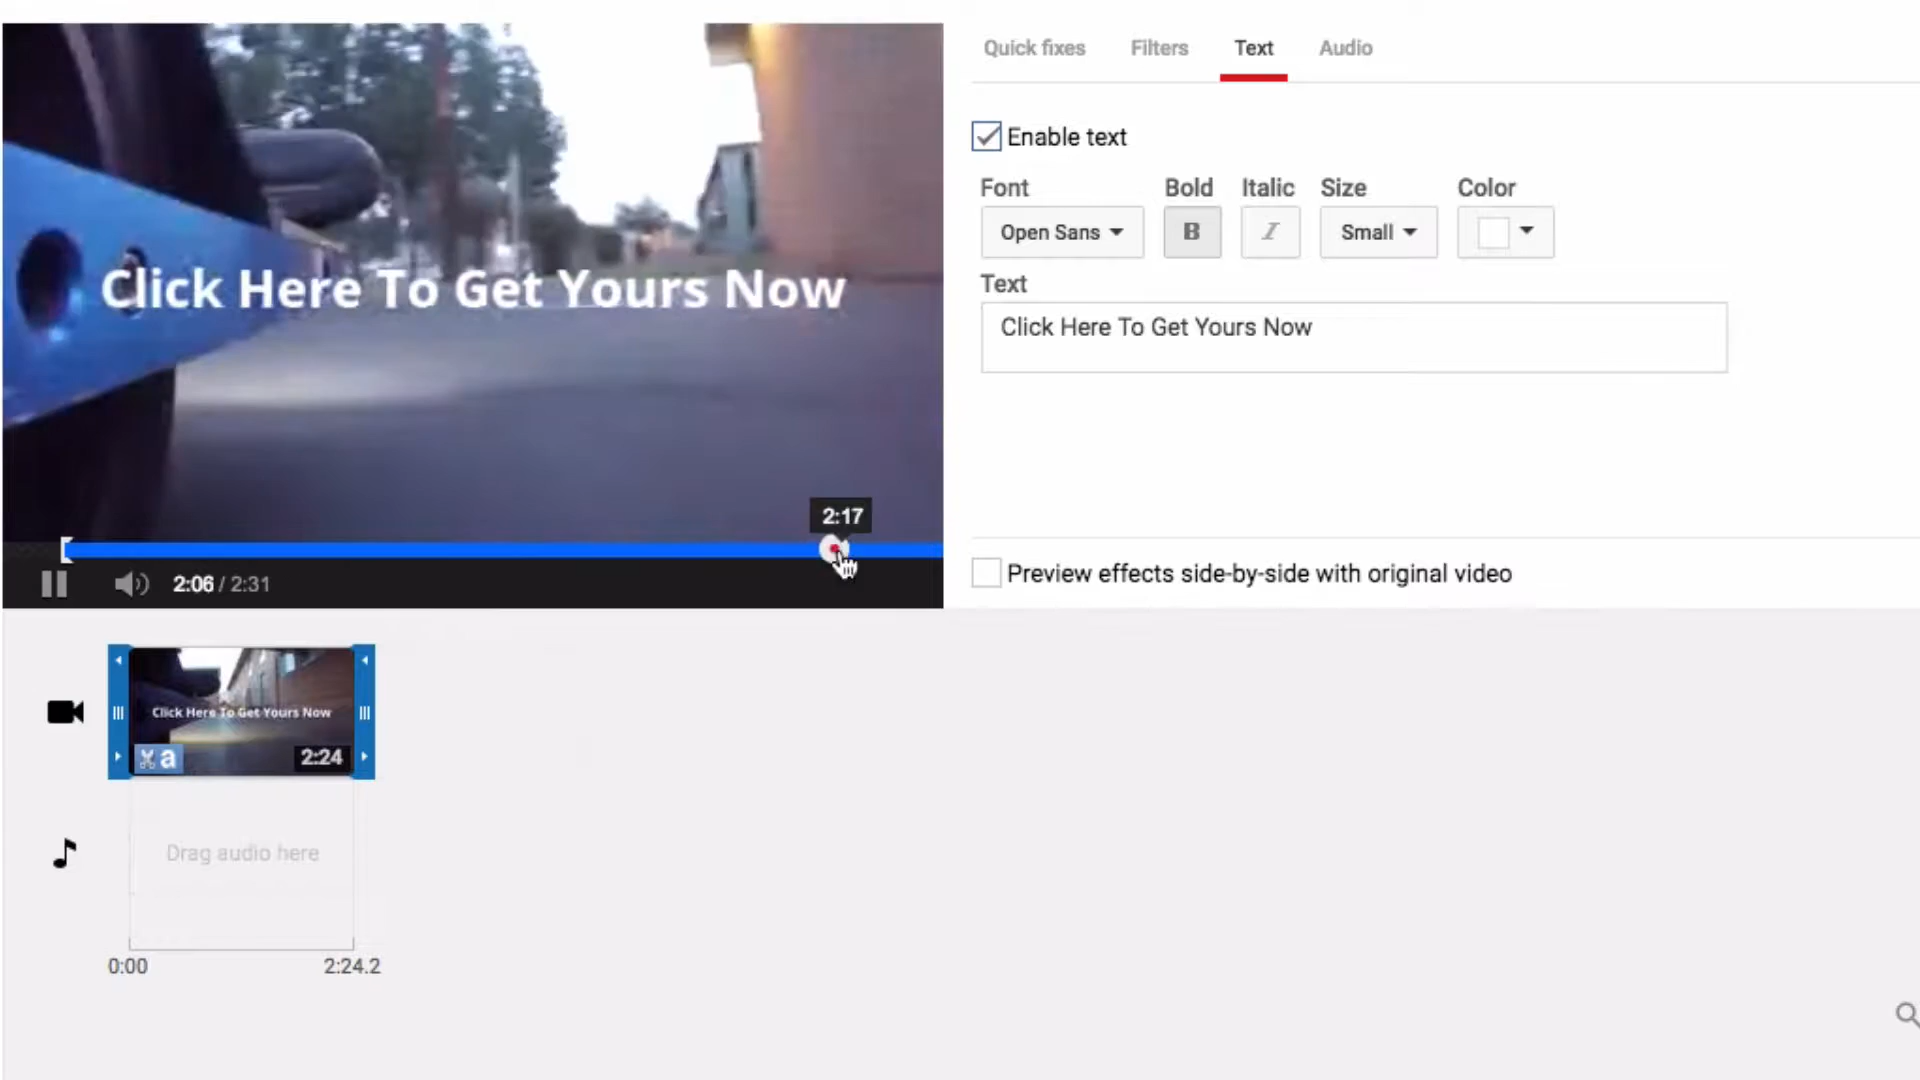 Quick fixes Filters Text Audio
Enable text
Font Bold Italic Size Color
Open Sans B I Small
Text
Click Here To Get Yours Now
Click Here To Get Yours Now
2:17
2:06 / 2:31
Preview effects side-by-side with original video
Click Here To Get Yours Now
a 2:24
Drag audio here
0:00 2:24.2